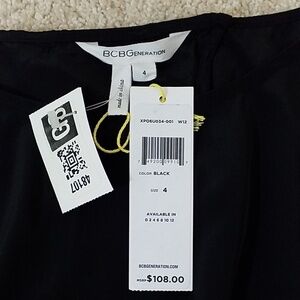 BCBGENERATION
4
made in china
XPO6U034-001 W12
COLOR BLACK
SIZE 4
AVAILABLE IN
0 2 4 6 8 10 12
BCBGENERATION.COM
MSRP $108.00
48107